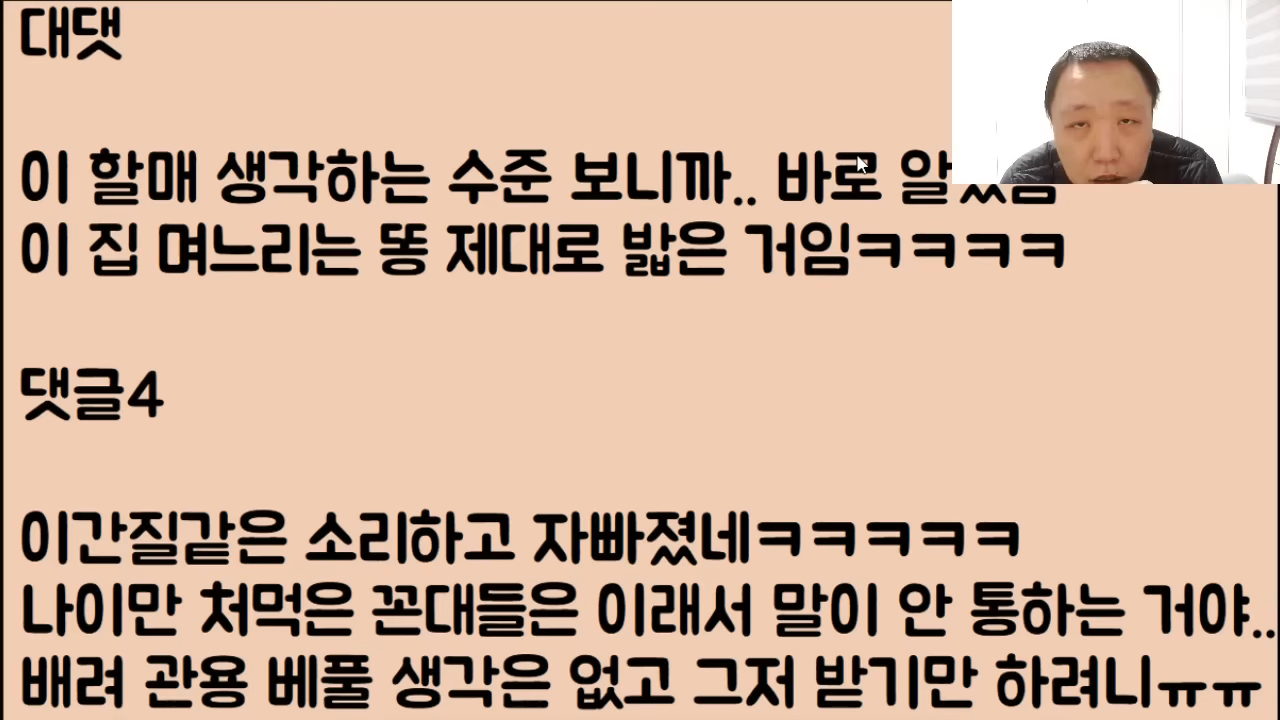 대댓
이 할매 생각하는 수준 보니까.. 바로
이 집 며느리는 똥 제대로 밟은 거임ㅋㅋㅋㅋ
댓글4
이간질같은 소리하고 자빠졌네ㅋㅋㅋㅋㅋ
나이만 처먹은 꼰대들은 이래서 말이 안 통하는 거야..
배려 관용 베풀 생각은 없고 그저 받기만 하려니ㅠㅠ